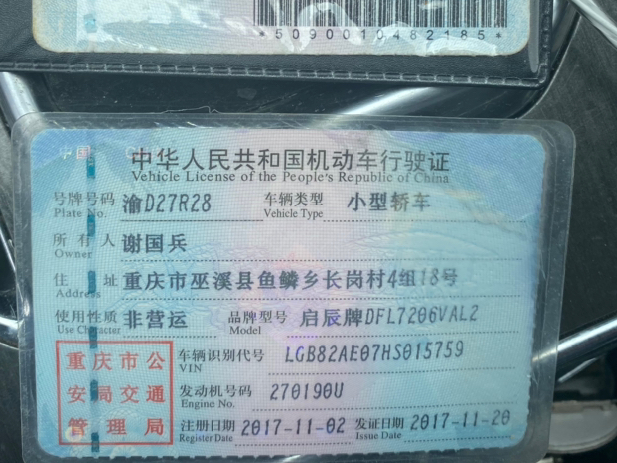 *5090010482185*
中国 CHINA
中华人民共和国机动车行驶证
Vehicle License of the People's Republic of China
号牌号码 渝D27R28 车辆类型 小型轿车
Plate No. Vehicle Type
所有人 谢国兵
Owner
住址 重庆市巫溪县鱼鳞乡长岗村4组18号
Address
使用性质 非营运 品牌型号 启辰牌DFL7206VAL2
Use Character Model
重庆市公安局交通管理局
车辆识别代号 LGB82AE07HS015759
VIN
发动机号码 270190U
Engine No.
注册日期 2017-11-02 发证日期 2017-11-20
Register Date Issue Date